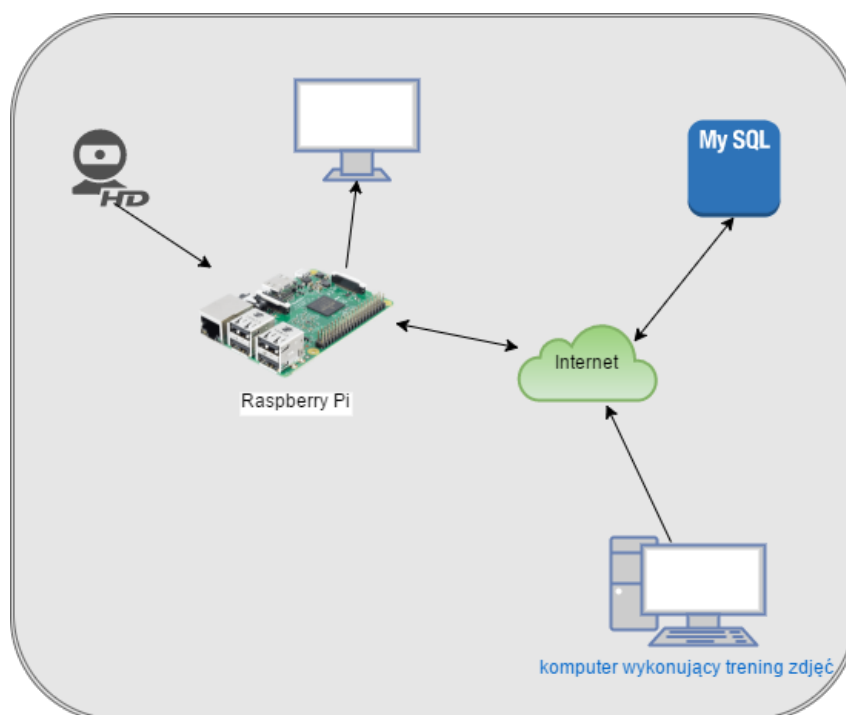 My SQL
HD
Internet
Raspberry Pi
komputer wykonujący trening zdjęć